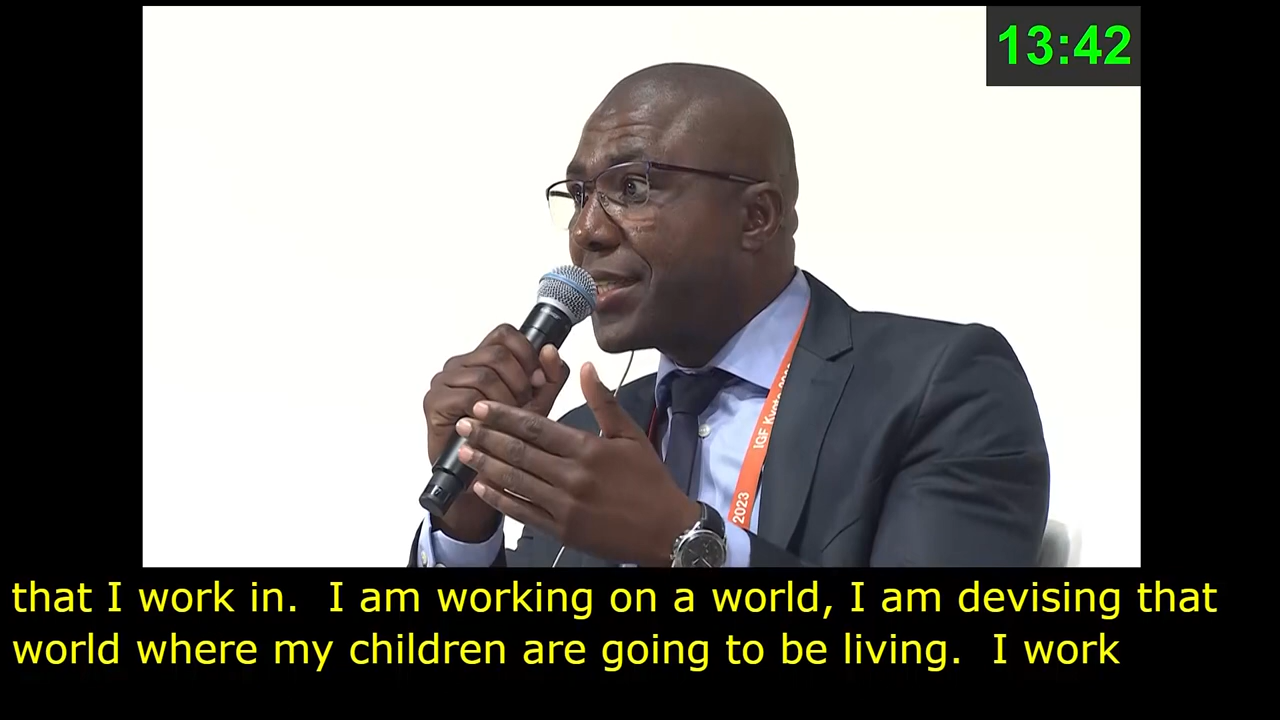 13:42
IGF Kyoto 2023
2023
that I work in.  I am working on a world, I am devising that
world where my children are going to be living.  I work